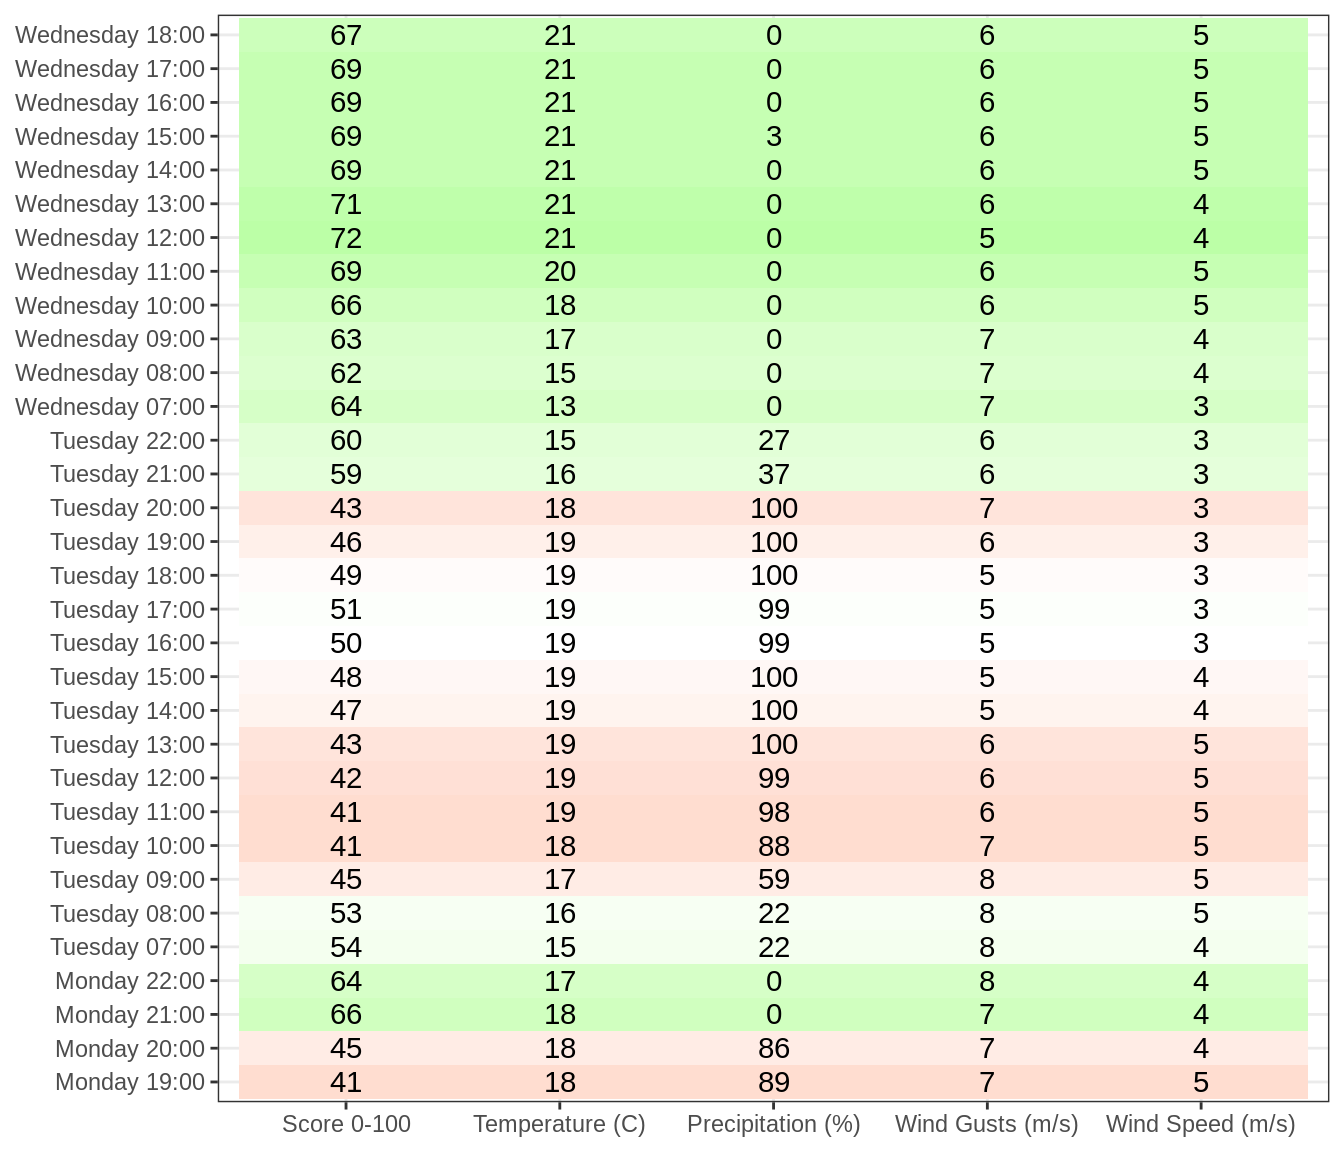 Wednesday 18:00 67 21 0 6 5
Wednesday 17:00 69 21 0 6 5
Wednesday 16:00 69 21 0 6 5
Wednesday 15:00 69 21 3 6 5
Wednesday 14:00 69 21 0 6 5
Wednesday 13:00 71 21 0 6 4
Wednesday 12:00 72 21 0 5 4
Wednesday 11:00 69 20 0 6 5
Wednesday 10:00 66 18 0 6 5
Wednesday 09:00 63 17 0 7 4
Wednesday 08:00 62 15 0 7 4
Wednesday 07:00 64 13 0 7 3
Tuesday 22:00 60 15 27 6 3
Tuesday 21:00 59 16 37 6 3
Tuesday 20:00 43 18 100 7 3
Tuesday 19:00 46 19 100 6 3
Tuesday 18:00 49 19 100 5 3
Tuesday 17:00 51 19 99 5 3
Tuesday 16:00 50 19 99 5 3
Tuesday 15:00 48 19 100 5 4
Tuesday 14:00 47 19 100 5 4
Tuesday 13:00 43 19 100 6 5
Tuesday 12:00 42 19 99 6 5
Tuesday 11:00 41 19 98 6 5
Tuesday 10:00 41 18 88 7 5
Tuesday 09:00 45 17 59 8 5
Tuesday 08:00 53 16 22 8 5
Tuesday 07:00 54 15 22 8 4
Monday 22:00 64 17 0 8 4
Monday 21:00 66 18 0 7 4
Monday 20:00 45 18 86 7 4
Monday 19:00 41 18 89 7 5
Score 0-100 Temperature (C) Precipitation (%) Wind Gusts (m/s) Wind Speed (m/s)